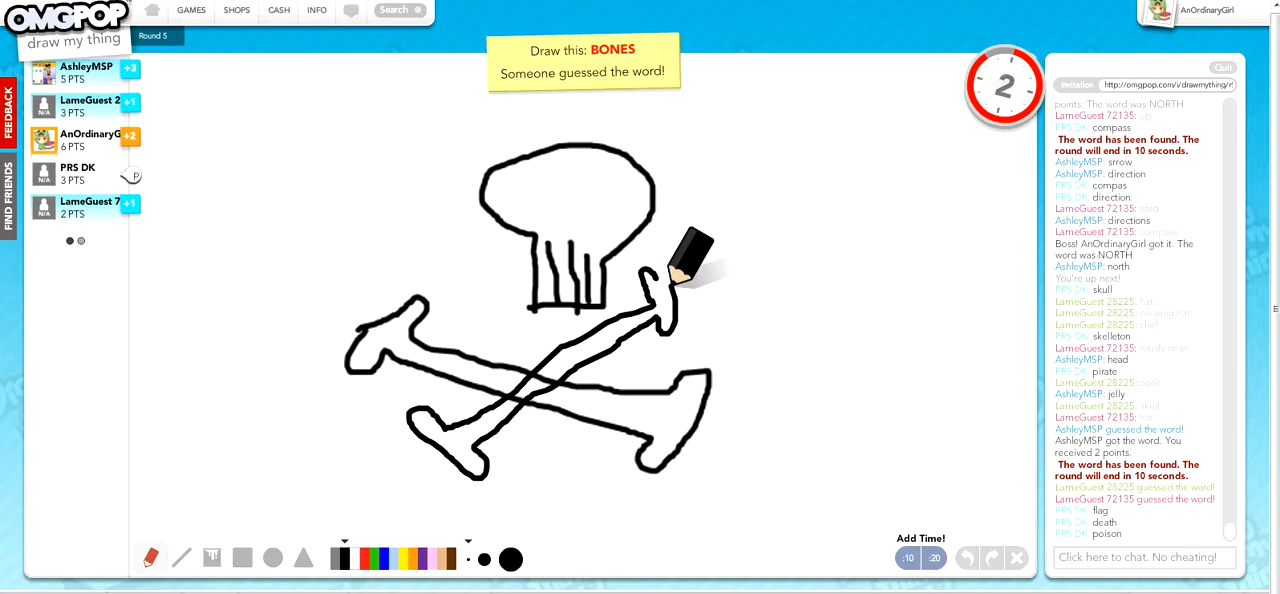 OMGPOP
draw my thing
GAMES
SHOPS
CASH
INFO
Search
AnOrdinaryGirl
Round 5
FEEDBACK
FIND FRIENDS
AshleyMSP
5 PTS
+3
LameGuest 2
3 PTS
+1
AnOrdinaryG
6 PTS
+2
PRS DK
3 PTS
P
LameGuest 7
2 PTS
+1
N/A
N/A
N/A
Draw this: BONES
Someone guessed the word!
2
Quit
Invitation
http://omgpop.com/i/drawmything/r
points. The word was NORTH
LameGuest 72135: up
PRS DK: compass
The word has been found. The
round will end in 10 seconds.
AshleyMSP: srrow
AshleyMSP: direction
PRS DK: compas
PRS DK: direction
LameGuest 72135: nord
AshleyMSP: directions
LameGuest 72135: compass
Boss! AnOrdinaryGirl got it. The
word was NORTH
AshleyMSP: north
You're up next!
PRS DK: skull
LameGuest 28225: hat
LameGuest 28225: cooking hat
LameGuest 28225: chef
PRS DK: skelleton
LameGuest 72135: miushromm
AshleyMSP: head
PRS DK: pirate
LameGuest 28225: cock
AshleyMSP: jelly
LameGuest 28225: skull
LameGuest 72135: hat
AshleyMSP guessed the word!
AshleyMSP got the word. You
received 2 points.
The word has been found. The
round will end in 10 seconds.
LameGuest 28225 guessed the word!
LameGuest 72135 guessed the word!
PRS DK: flag
PRS DK: death
PRS DK: poison
Click here to chat. No cheating!
Add Time!
:10
:20
T